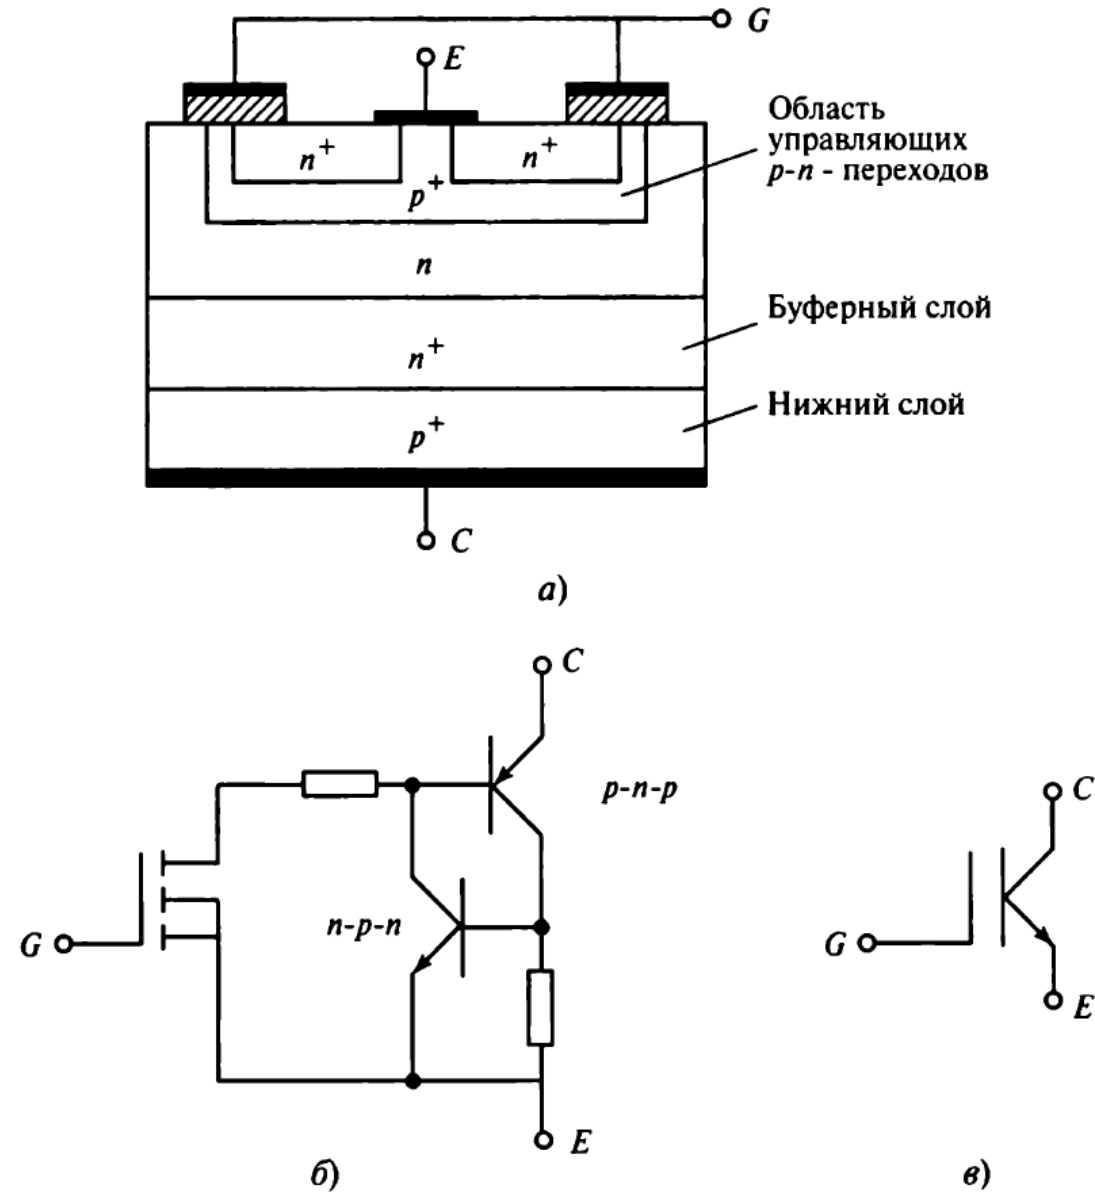 G
E
Область
управляющих
p-n - переходов
n+
n+
p+
n
Буферный слой
n+
Нижний слой
p+
C
а)
C
p-n-p
C
n-p-n
G
G
E
E
б)
в)